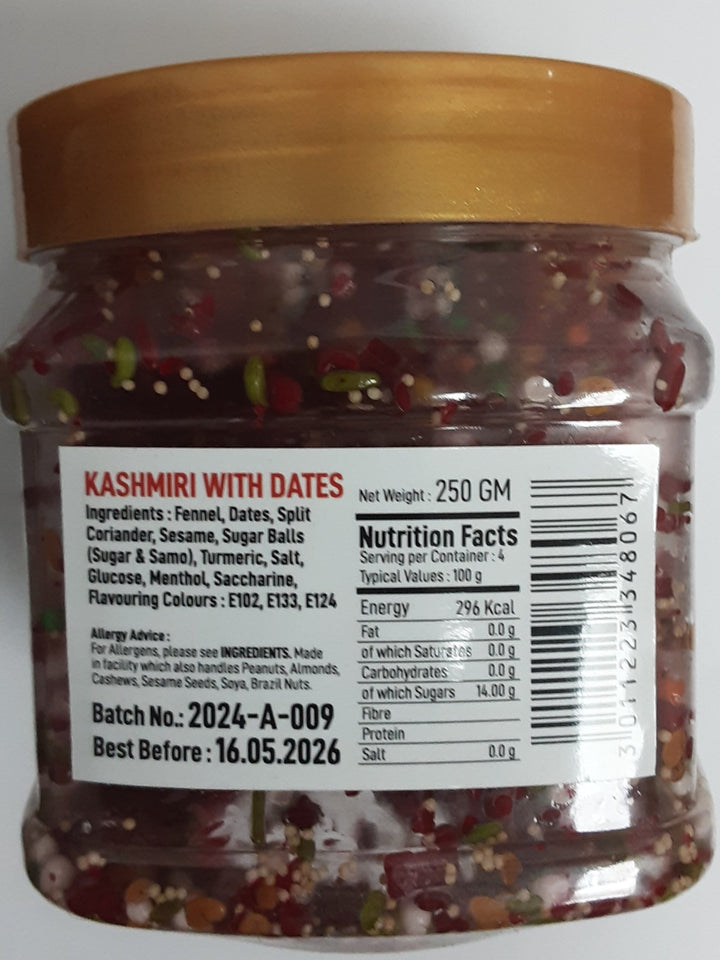 KASHMIRI WITH DATES
Ingredients : Fennel, Dates, Split
Coriander, Sesame, Sugar Balls
(Sugar & Samo), Turmeric, Salt,
Glucose, Menthol, Saccharine,
Flavouring Colours : E102, E133, E124
Allergy Advice :
For Allergens, please see INGREDIENTS. Made
in facility which also handles Peanuts, Almonds,
Cashews, Sesame Seeds, Soya, Brazil Nuts.
Batch No.: 2024-A-009
Best Before : 16.05.2026
Net Weight : 250 GM
Nutrition Facts
Serving per Container : 4
Typical Values : 100 g
Energy 296 Kcal
Fat 0.0 g
of which Saturates 0.0 g
Carbohydrates 0.0 g
of which Sugars 14.00 g
Fibre
Protein
Salt 0.0 g
3 011223 348067